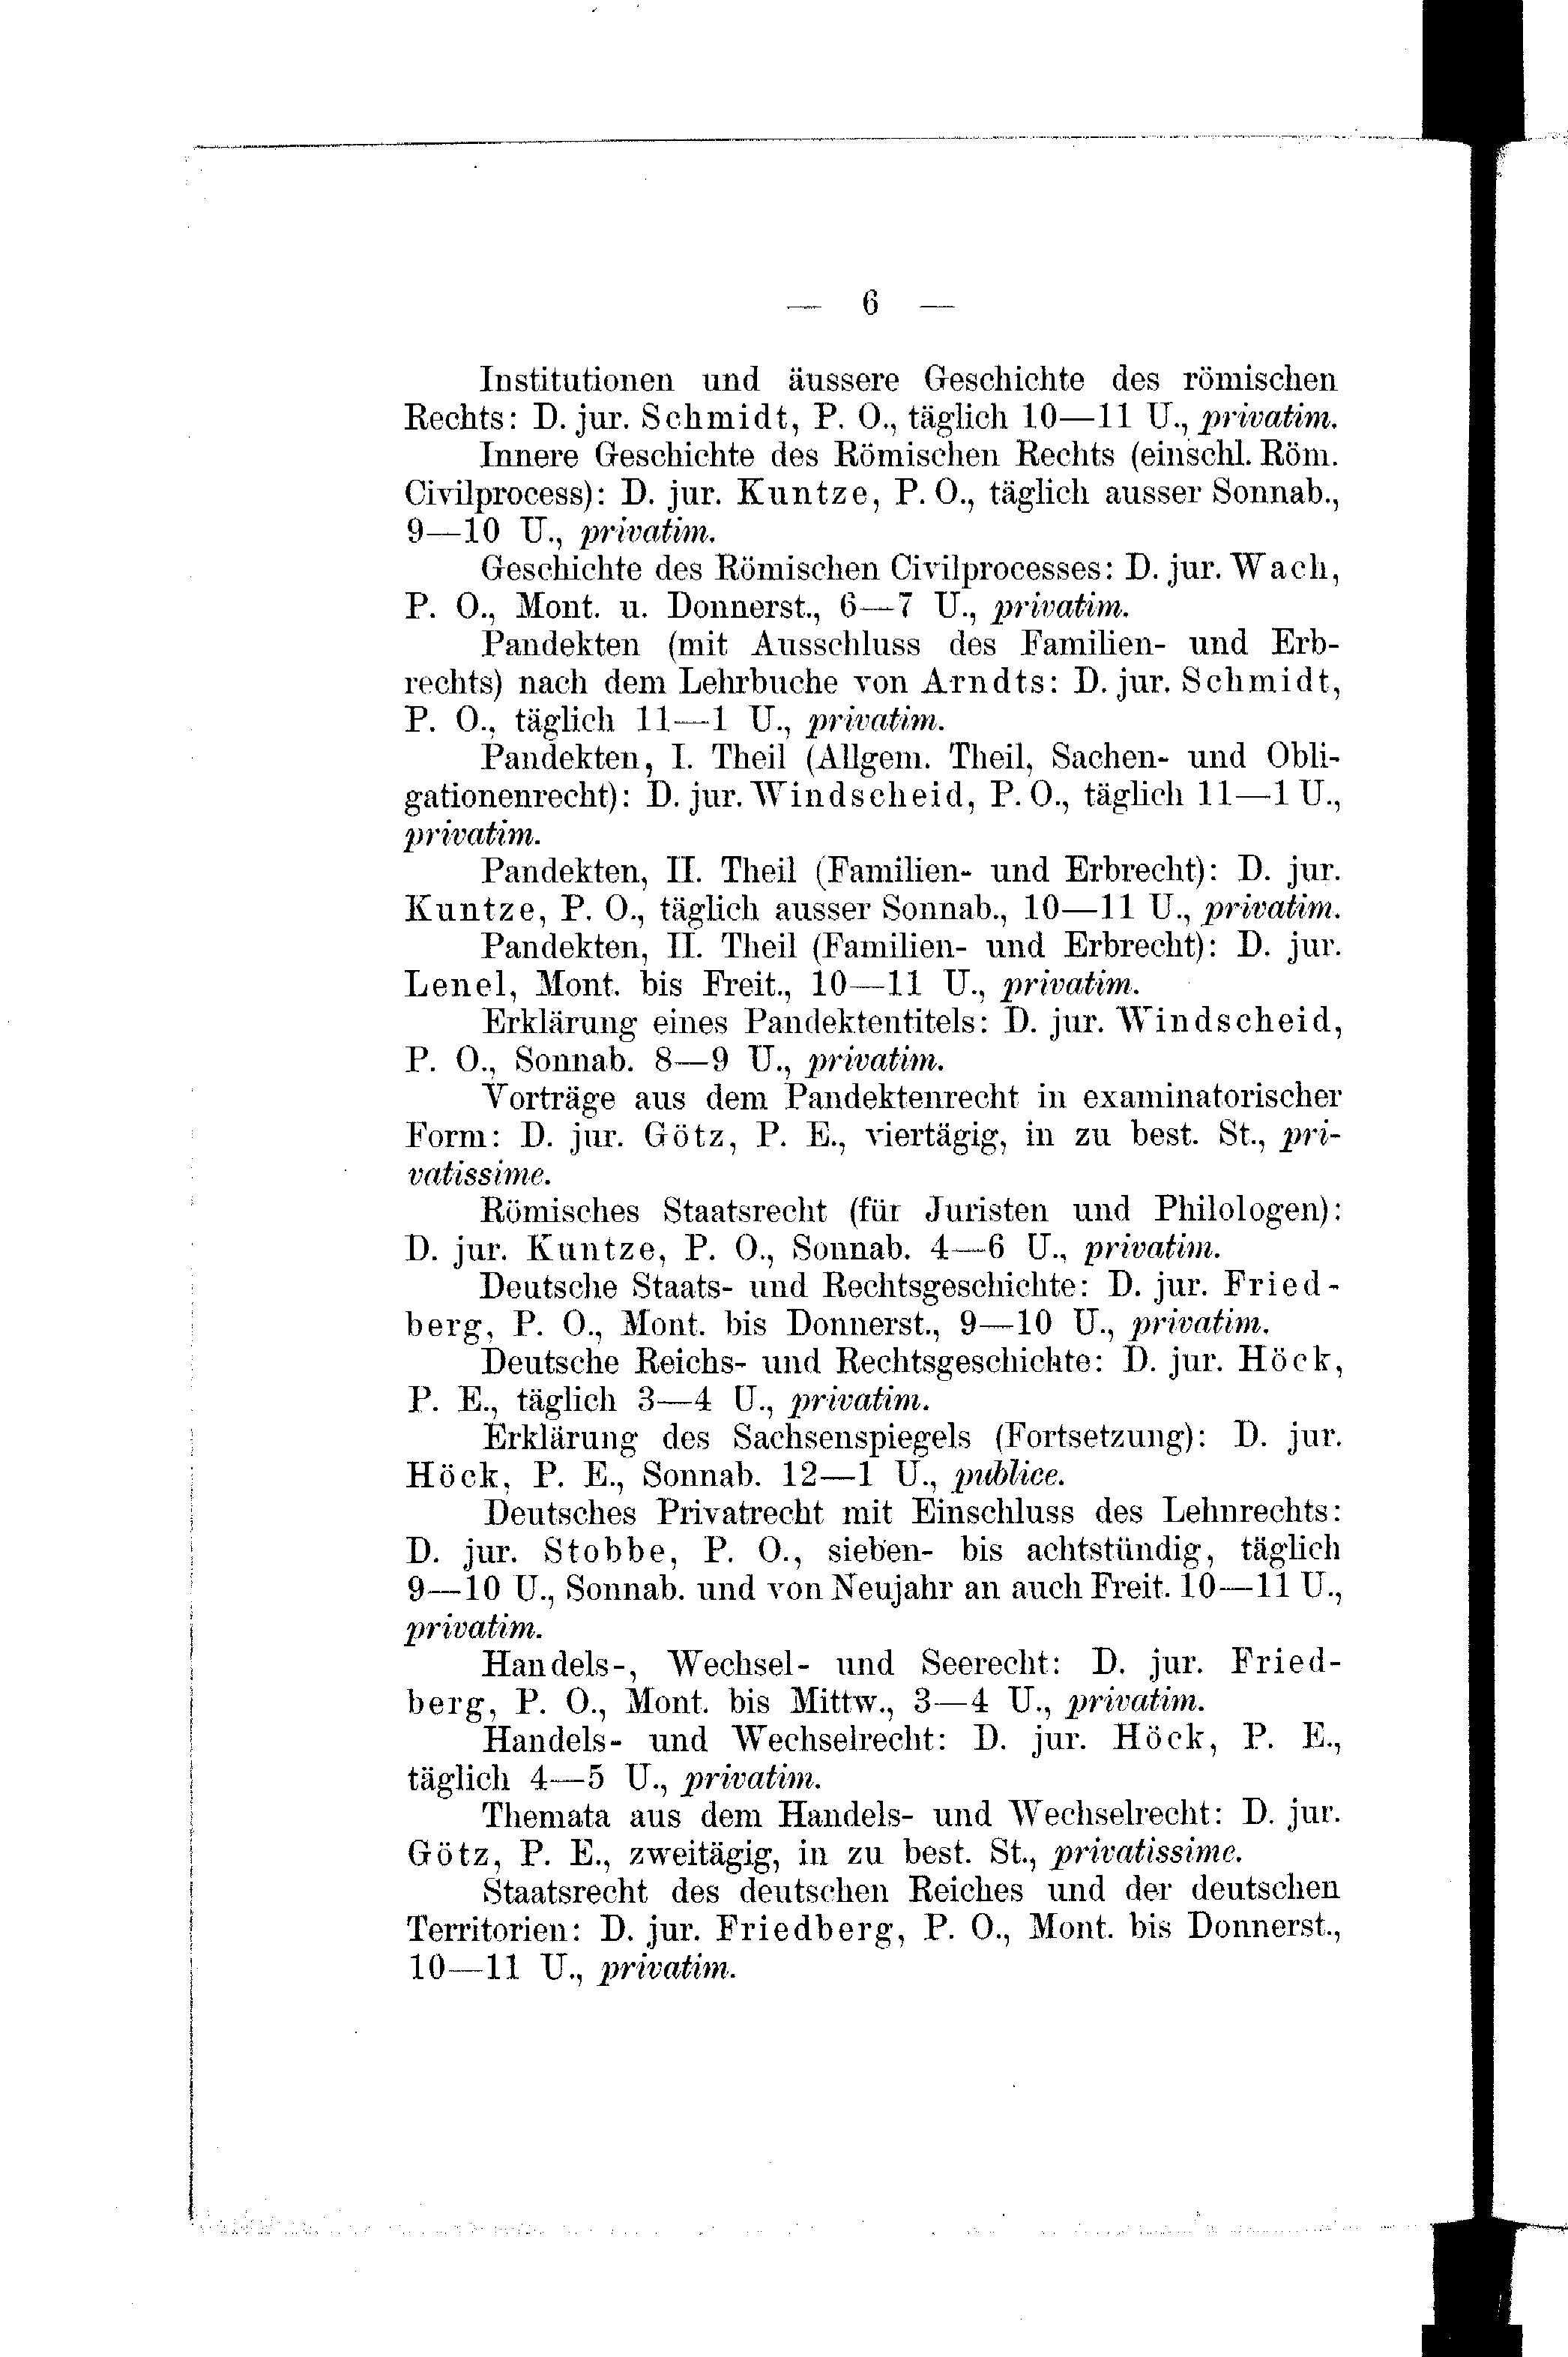 — 6 —
Institutionen und äussere Geschichte des römischen
Rechts: D. jur. Schmidt, P. O., täglich 10—11 U., privatim.
Innere Geschichte des Römischen Rechts (einschl. Röm.
Civilprocess): D. jur. Kuntze, P. O., täglich ausser Sonnab.,
9—10 U., privatim.
Geschichte des Römischen Civilprocesses: D. jur. Wach,
P. O., Mont. u. Donnerst., 6—7 U., privatim.
Pandekten (mit Ausschluss des Familien- und Erb-
rechts) nach dem Lehrbuche von Arndts: D. jur. Schmidt,
P. O., täglich 11—1 U., privatim.
Pandekten, I. Theil (Allgem. Theil, Sachen- und Obli-
gationenrecht): D. jur. Windscheid, P. O., täglich 11—1 U.,
privatim.
Pandekten, II. Theil (Familien- und Erbrecht): D. jur.
Kuntze, P. O., täglich ausser Sonnab., 10—11 U., privatim.
Pandekten, II. Theil (Familien- und Erbrecht): D. jur.
Lenel, Mont. bis Freit., 10—11 U., privatim.
Erklärung eines Pandektentitels: D. jur. Windscheid,
P. O., Sonnab. 8—9 U., privatim.
Vorträge aus dem Pandektenrecht in examinatorischer
Form: D. jur. Götz, P. E., viertägig, in zu best. St., pri-
vatissime.
Römisches Staatsrecht (für Juristen und Philologen):
D. jur. Kuntze, P. O., Sonnab. 4—6 U., privatim.
Deutsche Staats- und Rechtsgeschichte: D. jur. Fried-
berg, P. O., Mont. bis Donnerst., 9—10 U., privatim.
Deutsche Reichs- und Rechtsgeschichte: D. jur. Höck,
P. E., täglich 3—4 U., privatim.
Erklärung des Sachsenspiegels (Fortsetzung): D. jur.
Höck, P. E., Sonnab. 12—1 U., publice.
Deutsches Privatrecht mit Einschluss des Lehnrechts:
D. jur. Stobbe, P. O., sieben- bis achtstündig, täglich
9—10 U., Sonnab. und von Neujahr an auch Freit. 10—11 U.,
privatim.
Handels-, Wechsel- und Seerecht: D. jur. Fried-
berg, P. O., Mont. bis Mittw., 3—4 U., privatim.
Handels- und Wechselrecht: D. jur. Höck, P. E.,
täglich 4—5 U., privatim.
Themata aus dem Handels- und Wechselrecht: D. jur.
Götz, P. E., zweitägig, in zu best. St., privatissime.
Staatsrecht des deutschen Reiches und der deutschen
Territorien: D. jur. Friedberg, P. O., Mont. bis Donnerst.,
10—11 U., privatim.